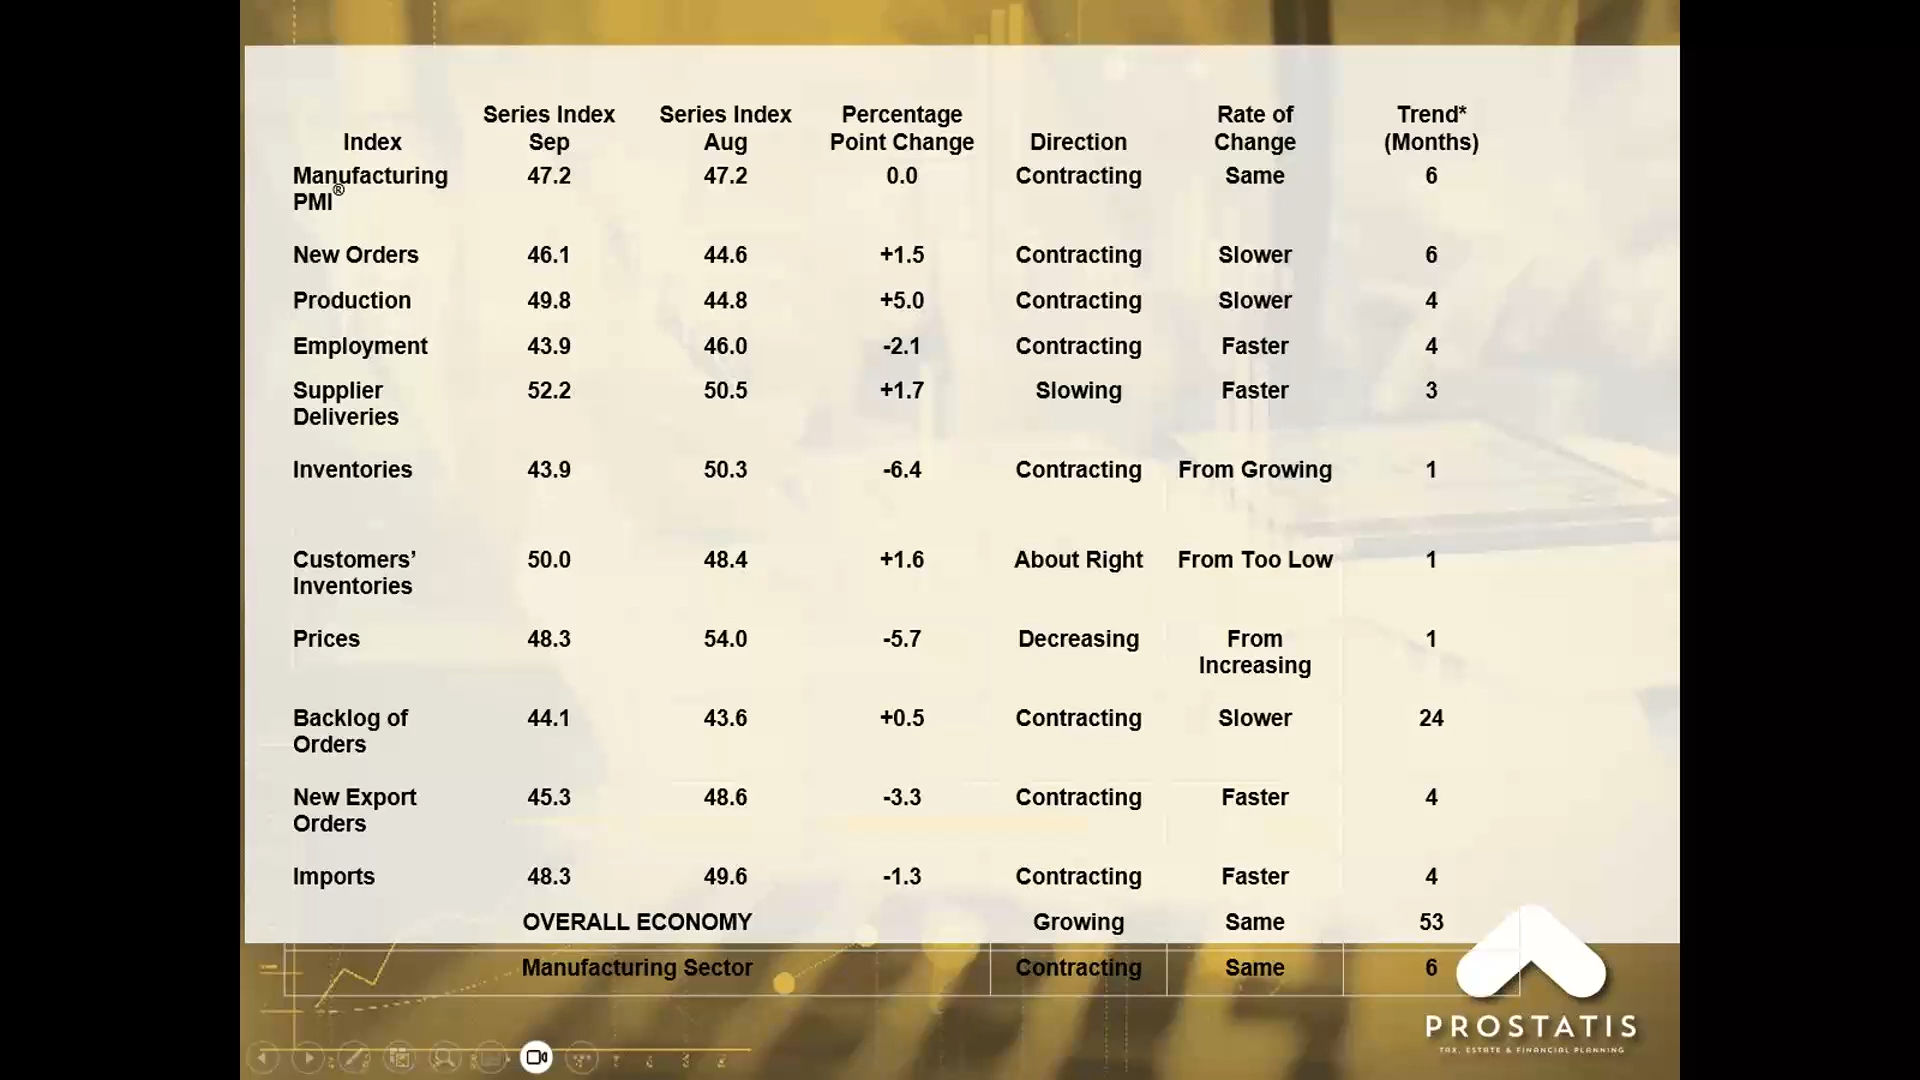 Index
Series Index Sep
Series Index Aug
Percentage Point Change
Direction
Rate of Change
Trend* (Months)
Manufacturing PMI® 47.2 47.2 0.0 Contracting Same 6
New Orders 46.1 44.6 +1.5 Contracting Slower 6
Production 49.8 44.8 +5.0 Contracting Slower 4
Employment 43.9 46.0 -2.1 Contracting Faster 4
Supplier Deliveries 52.2 50.5 +1.7 Slowing Faster 3
Inventories 43.9 50.3 -6.4 Contracting From Growing 1
Customers’ Inventories 50.0 48.4 +1.6 About Right From Too Low 1
Prices 48.3 54.0 -5.7 Decreasing From Increasing 1
Backlog of Orders 44.1 43.6 +0.5 Contracting Slower 24
New Export Orders 45.3 48.6 -3.3 Contracting Faster 4
Imports 48.3 49.6 -1.3 Contracting Faster 4
OVERALL ECONOMY Growing Same 53
Manufacturing Sector Contracting Same 6
PROSTATIS
TAX, ESTATE & FINANCIAL PLANNING